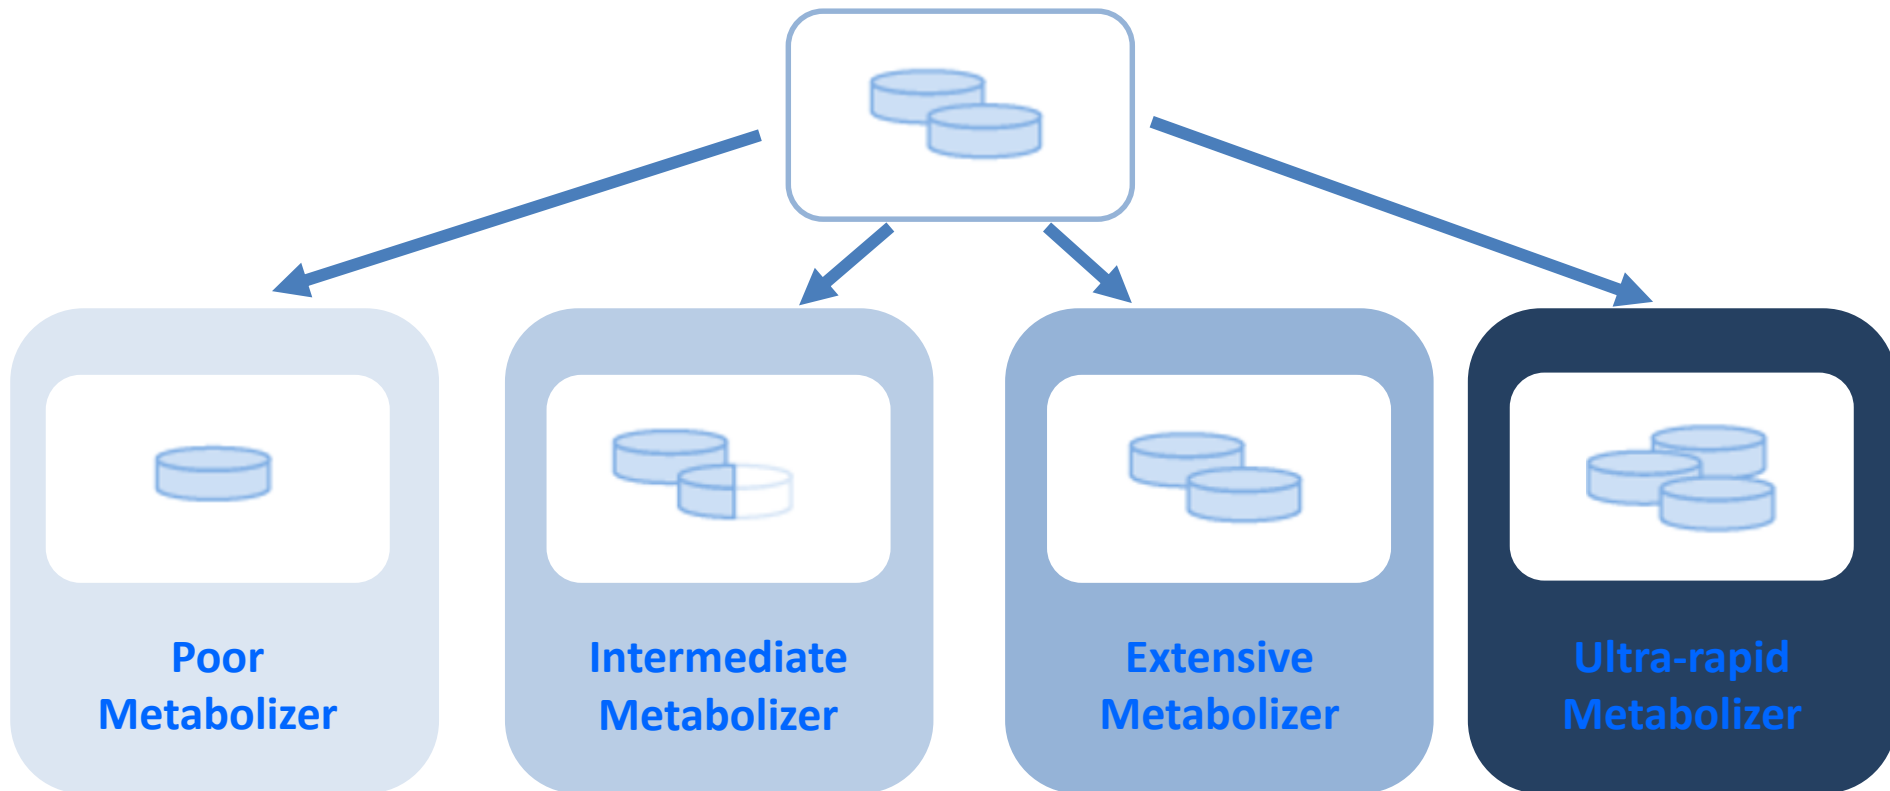 Poor
Metabolizer
Intermediate
Metabolizer
Extensive
Metabolizer
Ultra-rapid
Metabolizer